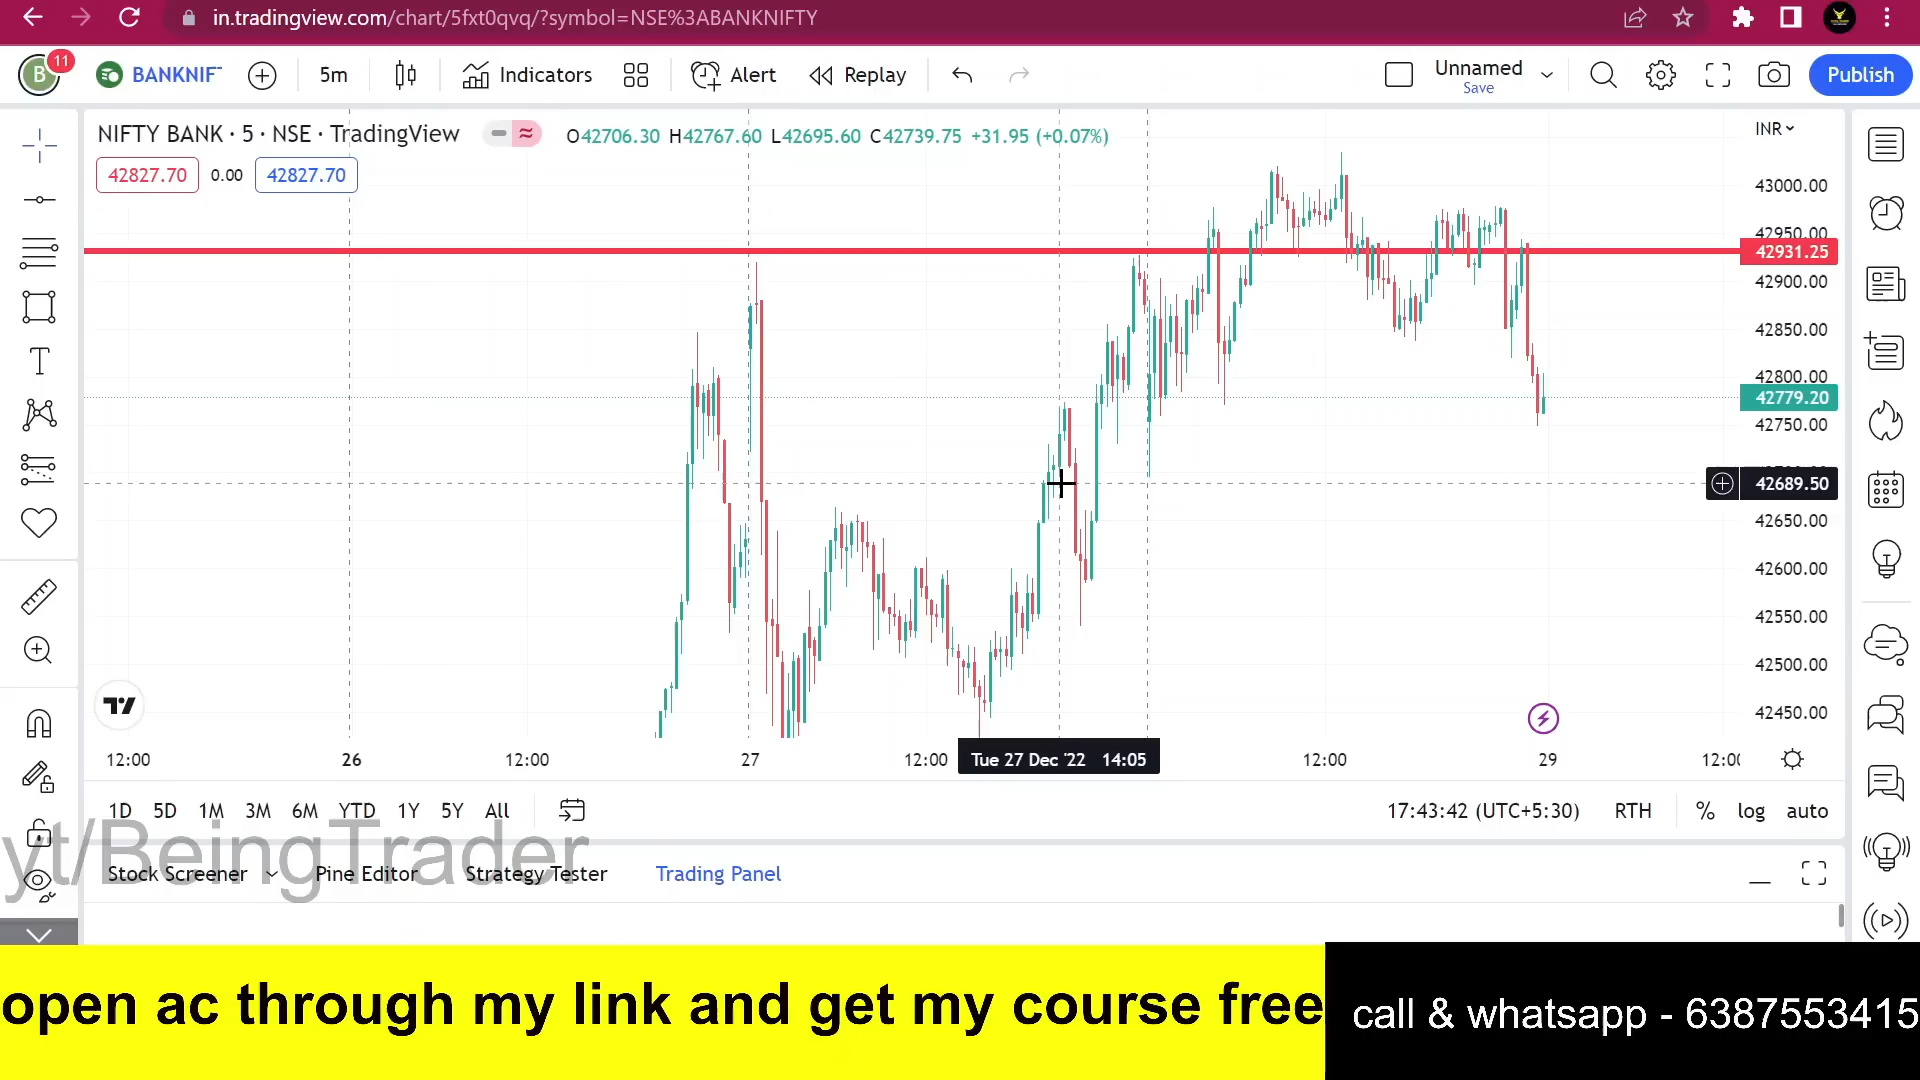 in.tradingview.com/chart/5fxt0qvq/?symbol=NSE%3ABANKNIFTY
B 11 BANKNIF 5m Indicators Alert Replay Unnamed Save Publish
NIFTY BANK · 5 · NSE · TradingView O42706.30 H42767.60 L42695.60 C42739.75 +31.95 (+0.07%) INR
42827.70 0.00 42827.70
43000.00
42950.00
42931.25
42900.00
42850.00
42800.00
42779.20
42750.00
42689.50
42650.00
42600.00
42550.00
42500.00
42450.00
12:00 26 12:00 27 12:00 Tue 27 Dec '22 14:05 12:00 29 12:00
1D 5D 1M 3M 6M YTD 1Y 5Y All 17:43:42 (UTC+5:30) RTH % log auto
yt/BeingTrader
Stock Screener Pine Editor Strategy Tester Trading Panel
open ac through my link and get my course free
call & whatsapp - 6387553415